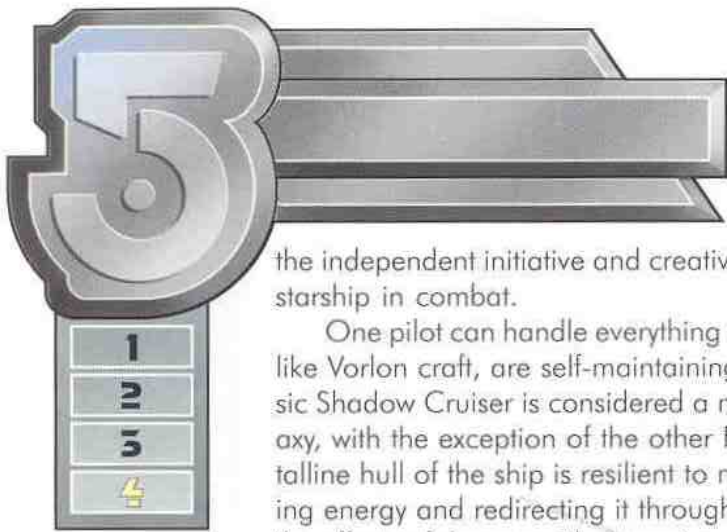 5
1
2
3
4
the independent initiative and creativ
starship in combat.
One pilot can handle everything
like Vorlon craft, are self-maintaining
sic Shadow Cruiser is considered a
axy, with the exception of the other
talline hull of the ship is resilient to
ing energy and redirecting it through